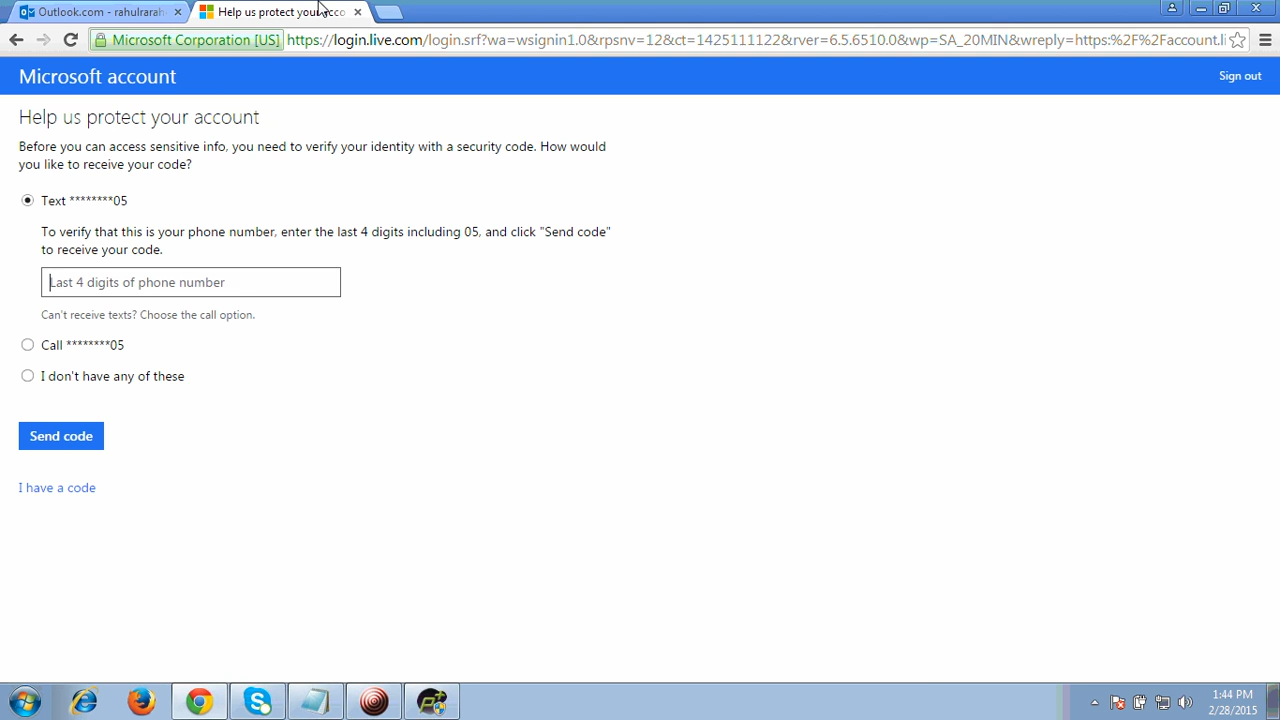 Outlook.com - rahulrarah
Help us protect your acco
Microsoft Corporation [US]
https://login.live.com/login.srf?wa=wsignin1.0&rpsnv=12&ct=1425111122&rver=6.5.6510.0&wp=SA_20MIN&wreply=https:%2F%2Faccount.li
Microsoft account
Sign out
Help us protect your account
Before you can access sensitive info, you need to verify your identity with a security code. How would
you like to receive your code?
Text ********05
To verify that this is your phone number, enter the last 4 digits including 05, and click "Send code"
to receive your code.
Last 4 digits of phone number
Can't receive texts? Choose the call option.
Call ********05
I don't have any of these
Send code
I have a code
1:44 PM
2/28/2015